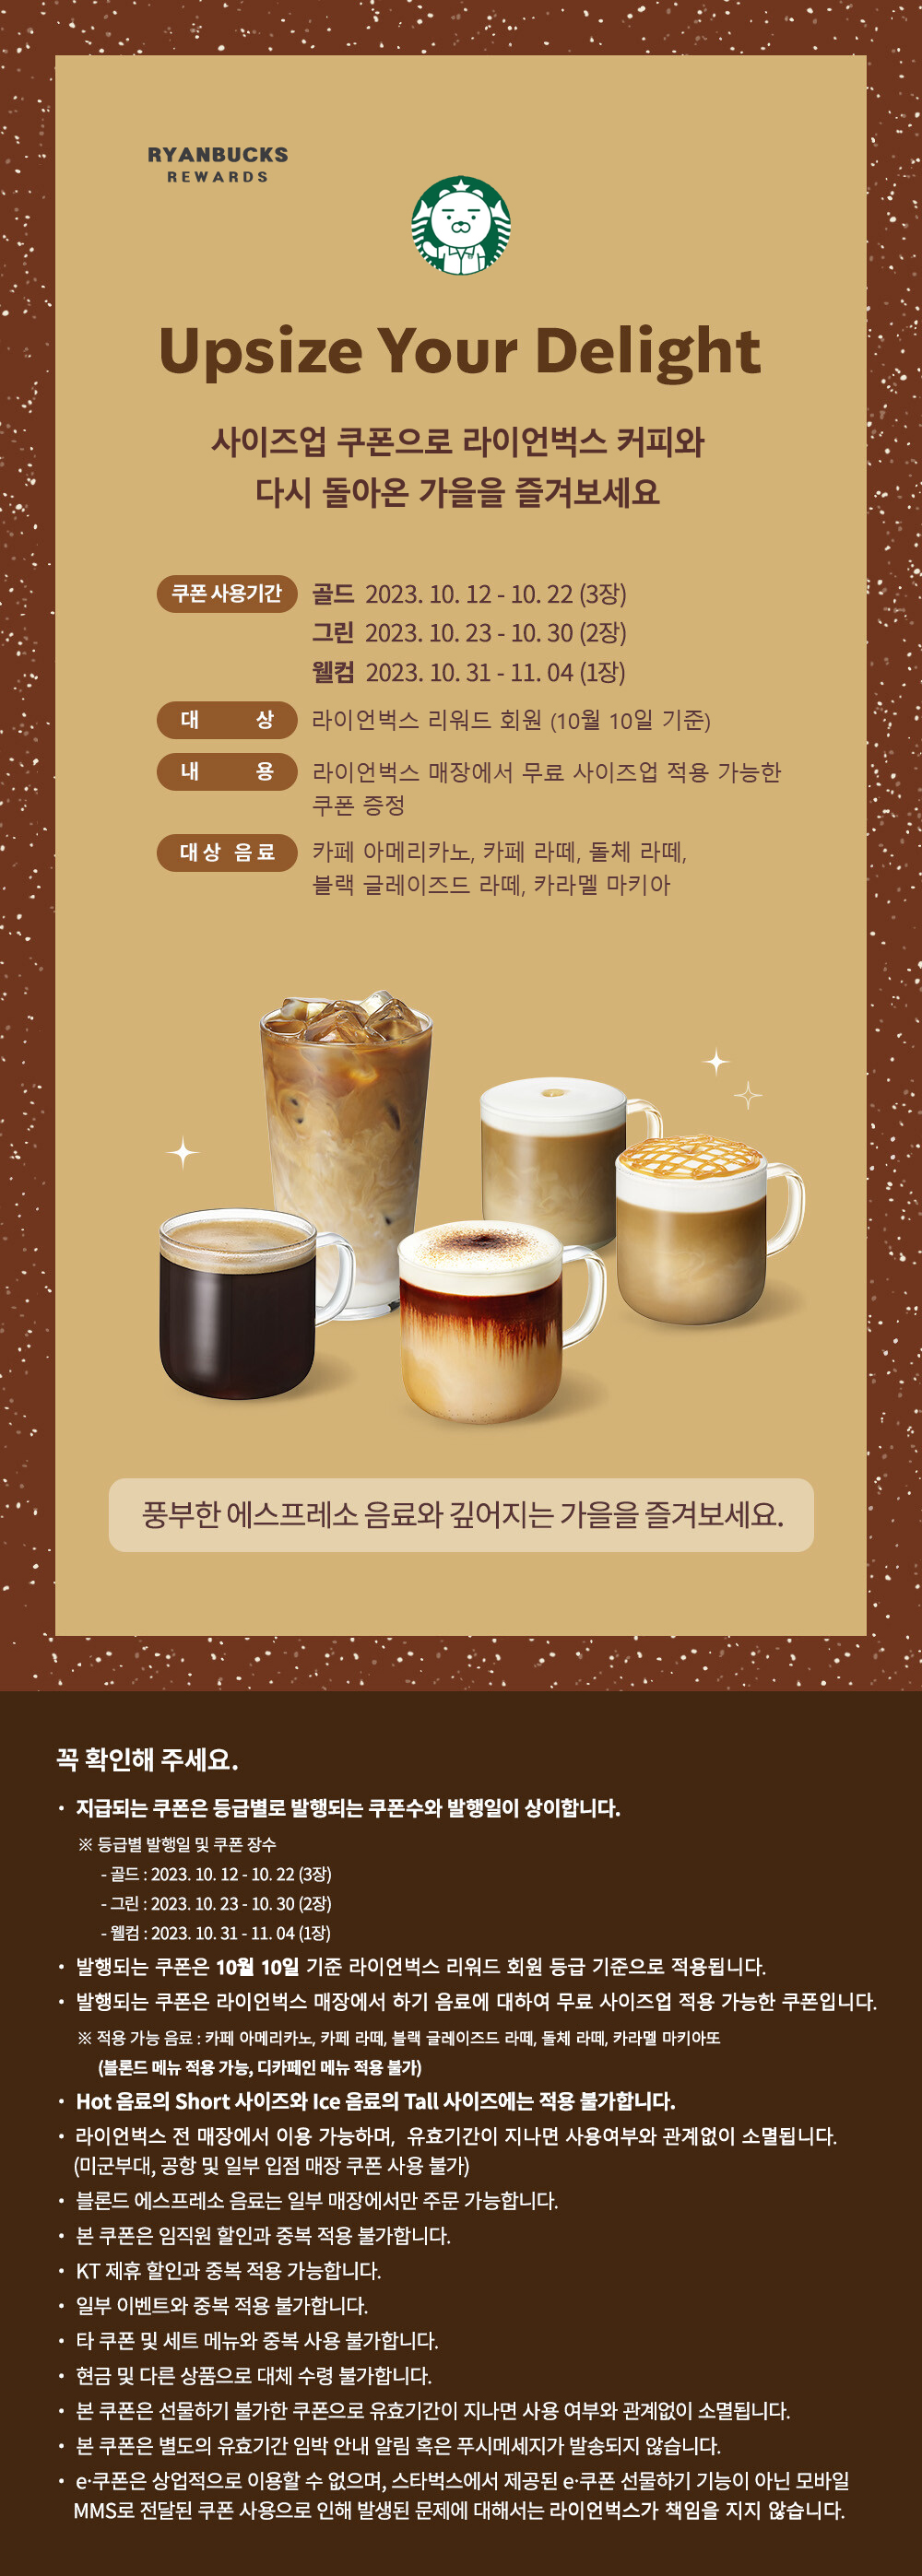 RYANBUCKS
REWARDS
Upsize Your Delight
사이즈업 쿠폰으로 라이언벅스 커피와
다시 돌아온 가을을 즐겨보세요
쿠폰 사용기간 골드 2023. 10. 12 - 10. 22 (3장)
그린 2023. 10. 23 - 10. 30 (2장)
웰컴 2023. 10. 31 - 11. 04 (1장)
대 상 라이언벅스 리워드 회원 (10월 10일 기준)
내 용 라이언벅스 매장에서 무료 사이즈업 적용 가능한
쿠폰 증정
대상 음료 카페 아메리카노, 카페 라떼, 돌체 라떼,
블랙 글레이즈드 라떼, 카라멜 마키아
풍부한 에스프레소 음료와 깊어지는 가을을 즐겨보세요.
꼭 확인해 주세요.
• 지급되는 쿠폰은 등급별로 발행되는 쿠폰수와 발행일이 상이합니다.
※ 등급별 발행일 및 쿠폰 장수
- 골드 : 2023. 10. 12 - 10. 22 (3장)
- 그린 : 2023. 10. 23 - 10. 30 (2장)
- 웰컴 : 2023. 10. 31 - 11. 04 (1장)
• 발행되는 쿠폰은 10월 10일 기준 라이언벅스 리워드 회원 등급 기준으로 적용됩니다.
• 발행되는 쿠폰은 라이언벅스 매장에서 하기 음료에 대하여 무료 사이즈업 적용 가능한 쿠폰입니다.
※ 적용 가능 음료 : 카페 아메리카노, 카페 라떼, 블랙 글레이즈드 라떼, 돌체 라떼, 카라멜 마키아또
(블론드 메뉴 적용 가능, 디카페인 메뉴 적용 불가)
• Hot 음료의 Short 사이즈와 Ice 음료의 Tall 사이즈에는 적용 불가합니다.
• 라이언벅스 전 매장에서 이용 가능하며, 유효기간이 지나면 사용여부와 관계없이 소멸됩니다.
(미군부대, 공항 및 일부 입점 매장 쿠폰 사용 불가)
• 블론드 에스프레소 음료는 일부 매장에서만 주문 가능합니다.
• 본 쿠폰은 임직원 할인과 중복 적용 불가합니다.
• KT 제휴 할인과 중복 적용 가능합니다.
• 일부 이벤트와 중복 적용 불가합니다.
• 타 쿠폰 및 세트 메뉴와 중복 사용 불가합니다.
• 현금 및 다른 상품으로 대체 수령 불가합니다.
• 본 쿠폰은 선물하기 불가한 쿠폰으로 유효기간이 지나면 사용 여부와 관계없이 소멸됩니다.
• 본 쿠폰은 별도의 유효기간 임박 안내 알림 혹은 푸시메세지가 발송되지 않습니다.
• e·쿠폰은 상업적으로 이용할 수 없으며, 스타벅스에서 제공된 e·쿠폰 선물하기 기능이 아닌 모바일
MMS로 전달된 쿠폰 사용으로 인해 발생된 문제에 대해서는 라이언벅스가 책임을 지지 않습니다.